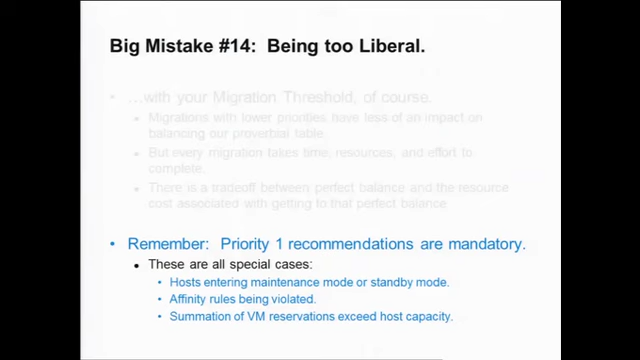 Big Mistake #14: Being too Liberal.
• …with your Migration Threshold, of course.
• Migrations with lower priorities have less of an impact on
balancing our proverbial table.
• But every migration takes time, resources, and effort to
complete.
• There is a tradeoff between perfect balance and the resource
cost associated with getting to that perfect balance.
• Remember: Priority 1 recommendations are mandatory.
• These are all special cases:
• Hosts entering maintenance mode or standby mode.
• Affinity rules being violated.
• Summation of VM reservations exceed host capacity.